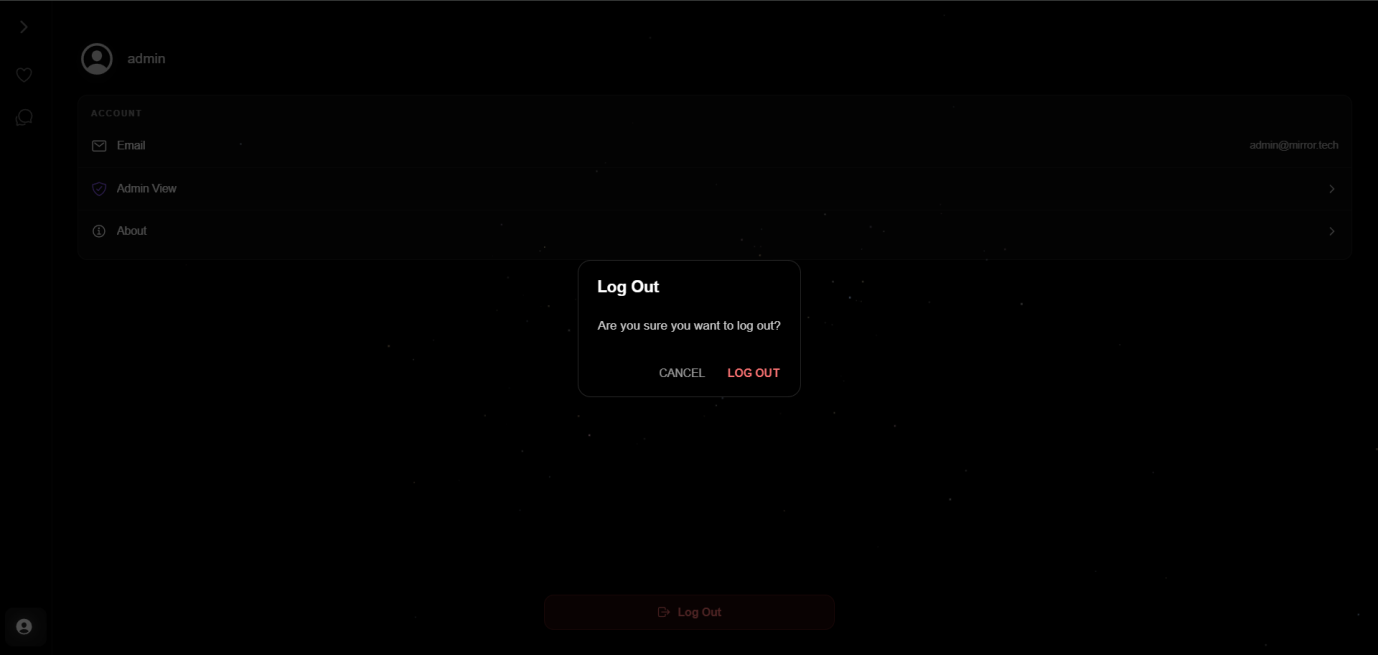 admin
ACCOUNT
Email
admin@mirror.tech
Admin View
About
Log Out
Are you sure you want to log out?
CANCEL
LOG OUT
Log Out